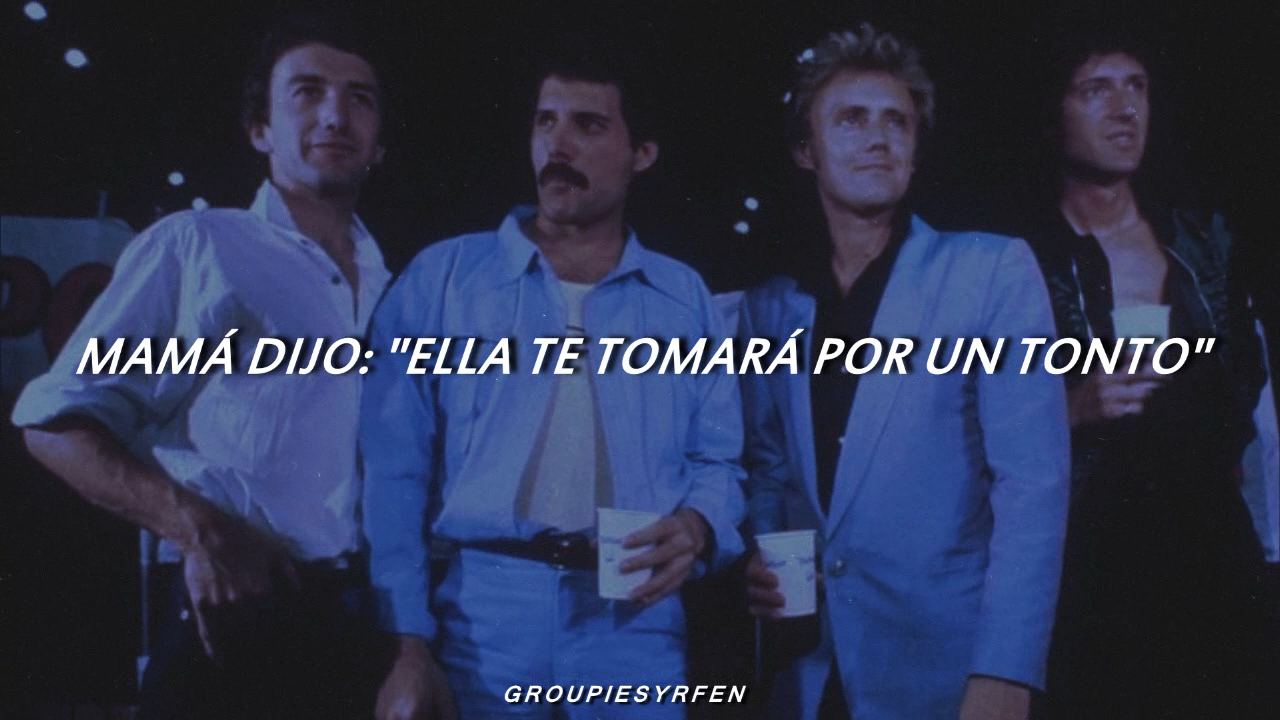 MAMÁ DIJO: "ELLA TE TOMARÁ POR UN TONTO"
GROUPIESYRFEN